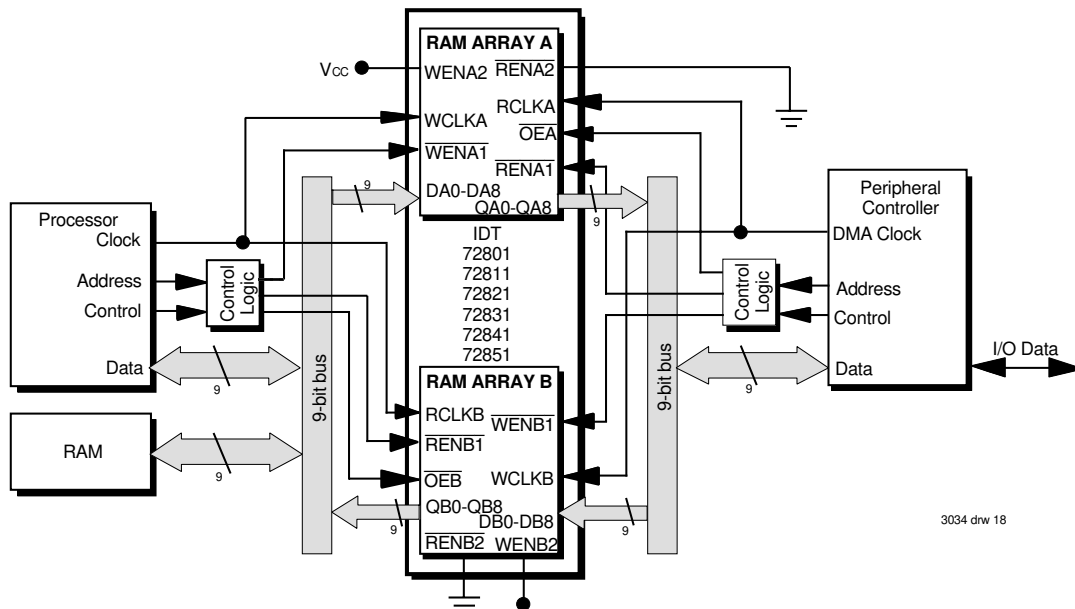 RAM ARRAY A
VCC
WENA2
RENA2
RCLKA
WCLKA
OEA
WENA1
RENA1
9
DA0-DA8
9
QA0-QA8
Processor
Clock
Address
Control
Data
9
Control
Logic
RAM
9
9-bit bus
IDT
72801
72811
72821
72831
72841
72851
RAM ARRAY B
RCLKB
WENB1
RENB1
OEB
WCLKB
QB0-QB8
9
DB0-DB8
9
RENB2
WENB2
9-bit bus
Peripheral
Controller
DMA Clock
Control
Logic
Address
Control
Data
9
I/O Data
3034 drw 18